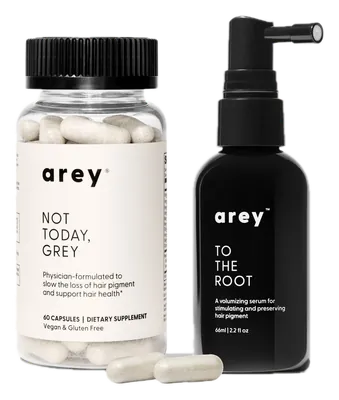 arey®
NOT
TODAY,
GREY
Physician-formulated to
slow the loss of hair pigment
and support hair health*
60 CAPSULES | DIETARY SUPPLEMENT
Vegan & Gluten Free
arey™
TO
THE
ROOT
A volumizing serum for
stimulating and preserving
hair pigment
66ml | 2.2 fl oz